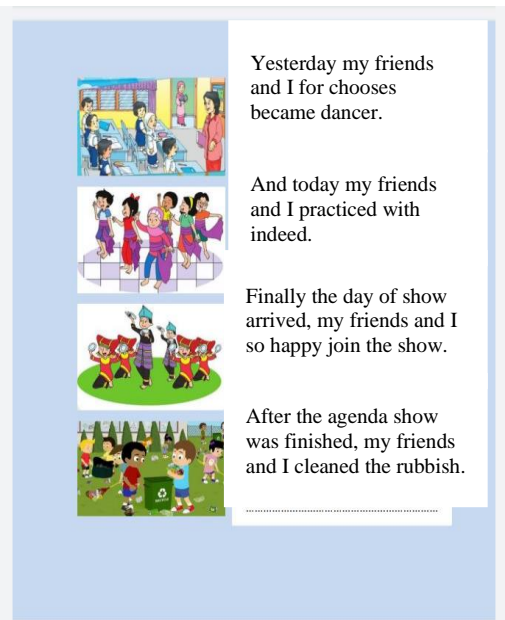 Yesterday my friends
and I for chooses
became dancer.
And today my friends
and I practiced with
indeed.
Finally the day of show
arrived, my friends and I
so happy join the show.
After the agenda show
was finished, my friends
and I cleaned the rubbish.